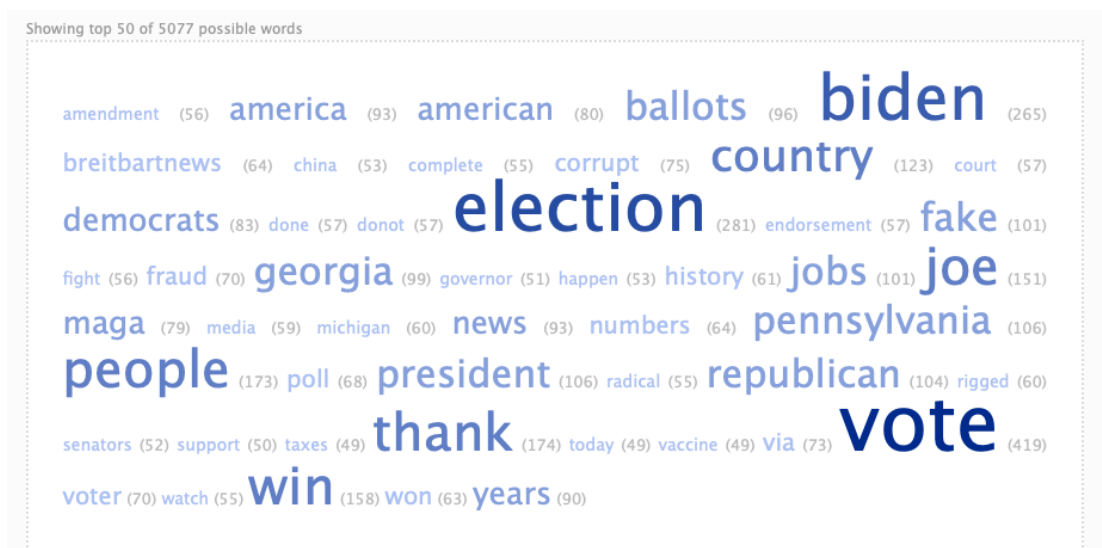 Showing top 50 of 5077 possible words
amendment (56) america (93) american (80) ballots (96) biden (265)
breitbartnews (64) china (53) complete (55) corrupt (75) country (123) court (57)
democrats (83) done (57) donot (57) election (281) endorsement (57) fake (101)
fight (56) fraud (70) georgia (99) governor (51) happen (53) history (61) jobs (101) joe (151)
maga (79) media (59) michigan (60) news (93) numbers (64) pennsylvania (106)
people (173) poll (68) president (106) radical (55) republican (104) rigged (60)
senators (52) support (50) taxes (49) thank (174) today (49) vaccine (49) via (73) vote (419)
voter (70) watch (55) win (158) won (63) years (90)